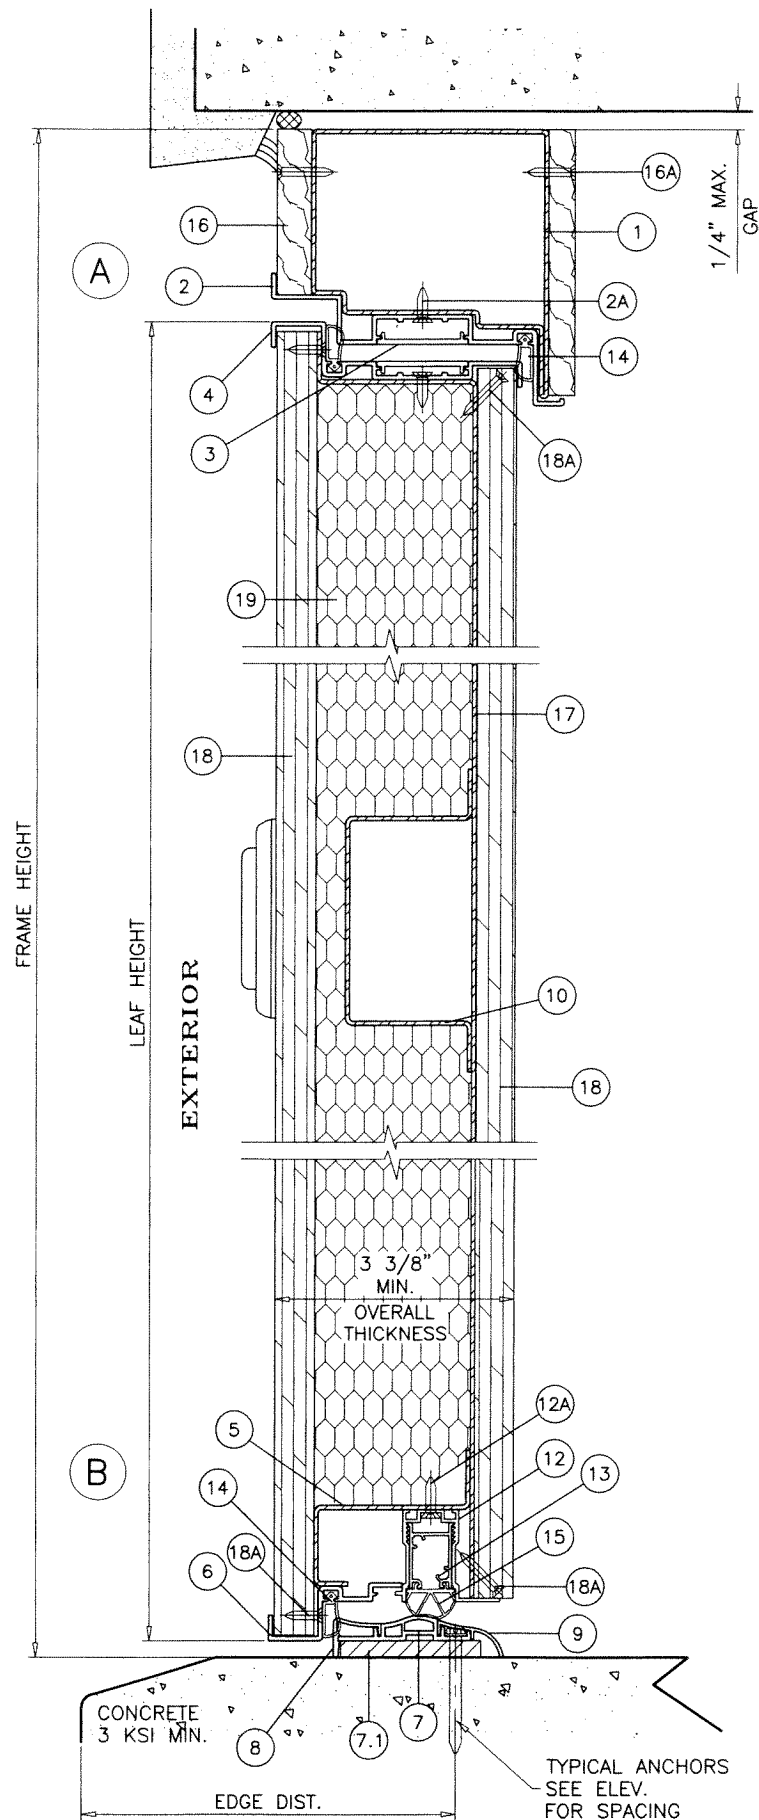 16A
1/4" MAX.
GAP
16
1
A
2
2A
14
4
3
18A
19
17
18
FRAME HEIGHT
LEAF HEIGHT
EXTERIOR
10
18
3 3/8"
MIN.
OVERALL
THICKNESS
12A
5
12
B
13
14
15
18A
18A
6
9
CONCRETE
3 KSI MIN.
8
7.1
7
TYPICAL ANCHORS
SEE ELEV.
FOR SPACING
EDGE DIST.